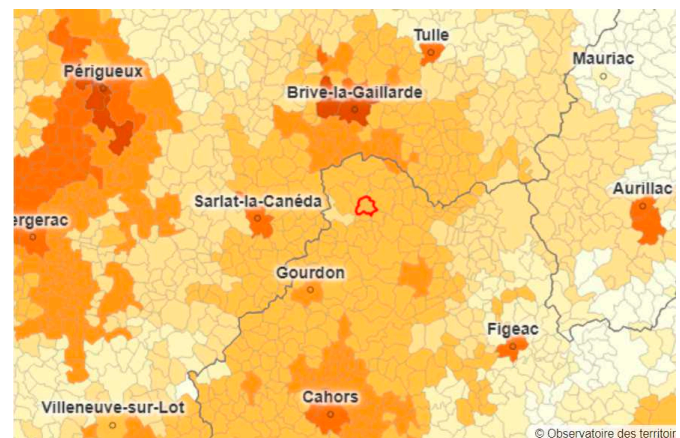 Tulle
Périgueux
Mauriac
Brive-la-Gaillarde
Sarlat-la-Canéda
Aurillac
ergerac
Gourdon
Figeac
Cahors
Villeneuve-sur-Lot
© Observatoire des territoir